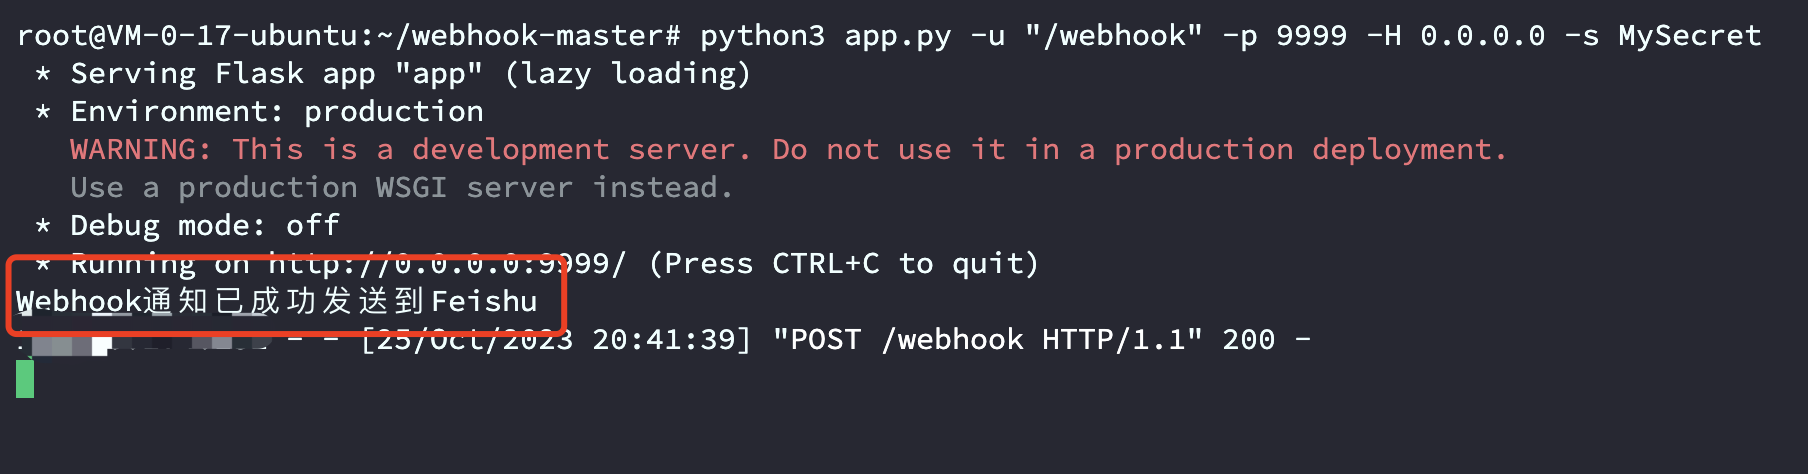 root@VM-0-17-ubuntu:~/webhook-master# python3 app.py -u "/webhook" -p 9999 -H 0.0.0.0 -s MySecret
* Serving Flask app "app" (lazy loading)
* Environment: production
WARNING: This is a development server. Do not use it in a production deployment.
Use a production WSGI server instead.
* Debug mode: off
* Running on http://0.0.0.0:9999/ (Press CTRL+C to quit)
Webhook通知已成功发送到Feishu
- - [25/Oct/2023 20:41:39] "POST /webhook HTTP/1.1" 200 -